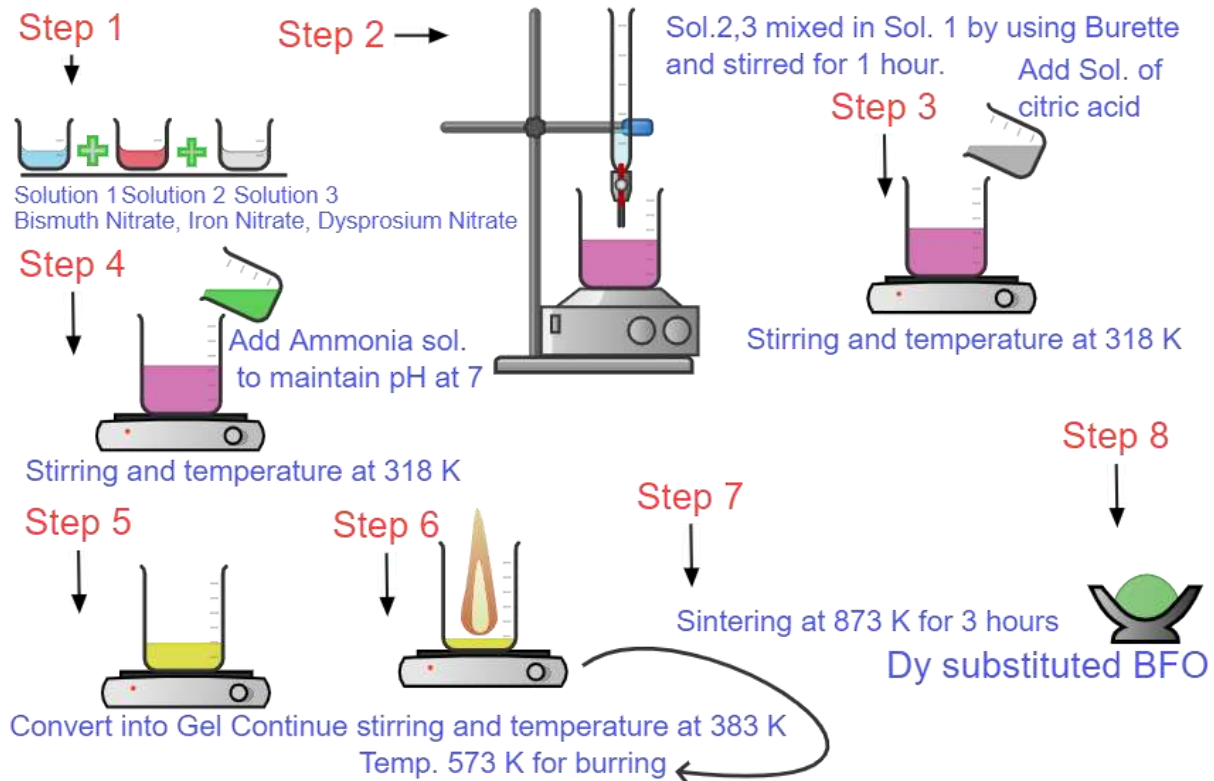 Step 1
Step 2
Sol.2,3 mixed in Sol. 1 by using Burette
and stirred for 1 hour.
Add Sol. of
citric acid
Step 3
Solution 1 Solution 2 Solution 3
Bismuth Nitrate, Iron Nitrate, Dysprosium Nitrate
Stirring and temperature at 318 K
Step 4
Add Ammonia sol.
to maintain pH at 7
Stirring and temperature at 318 K
Step 5
Step 6
Step 7
Step 8
Sintering at 873 K for 3 hours
Dy substituted BFO
Convert into Gel Continue stirring and temperature at 383 K
Temp. 573 K for burring